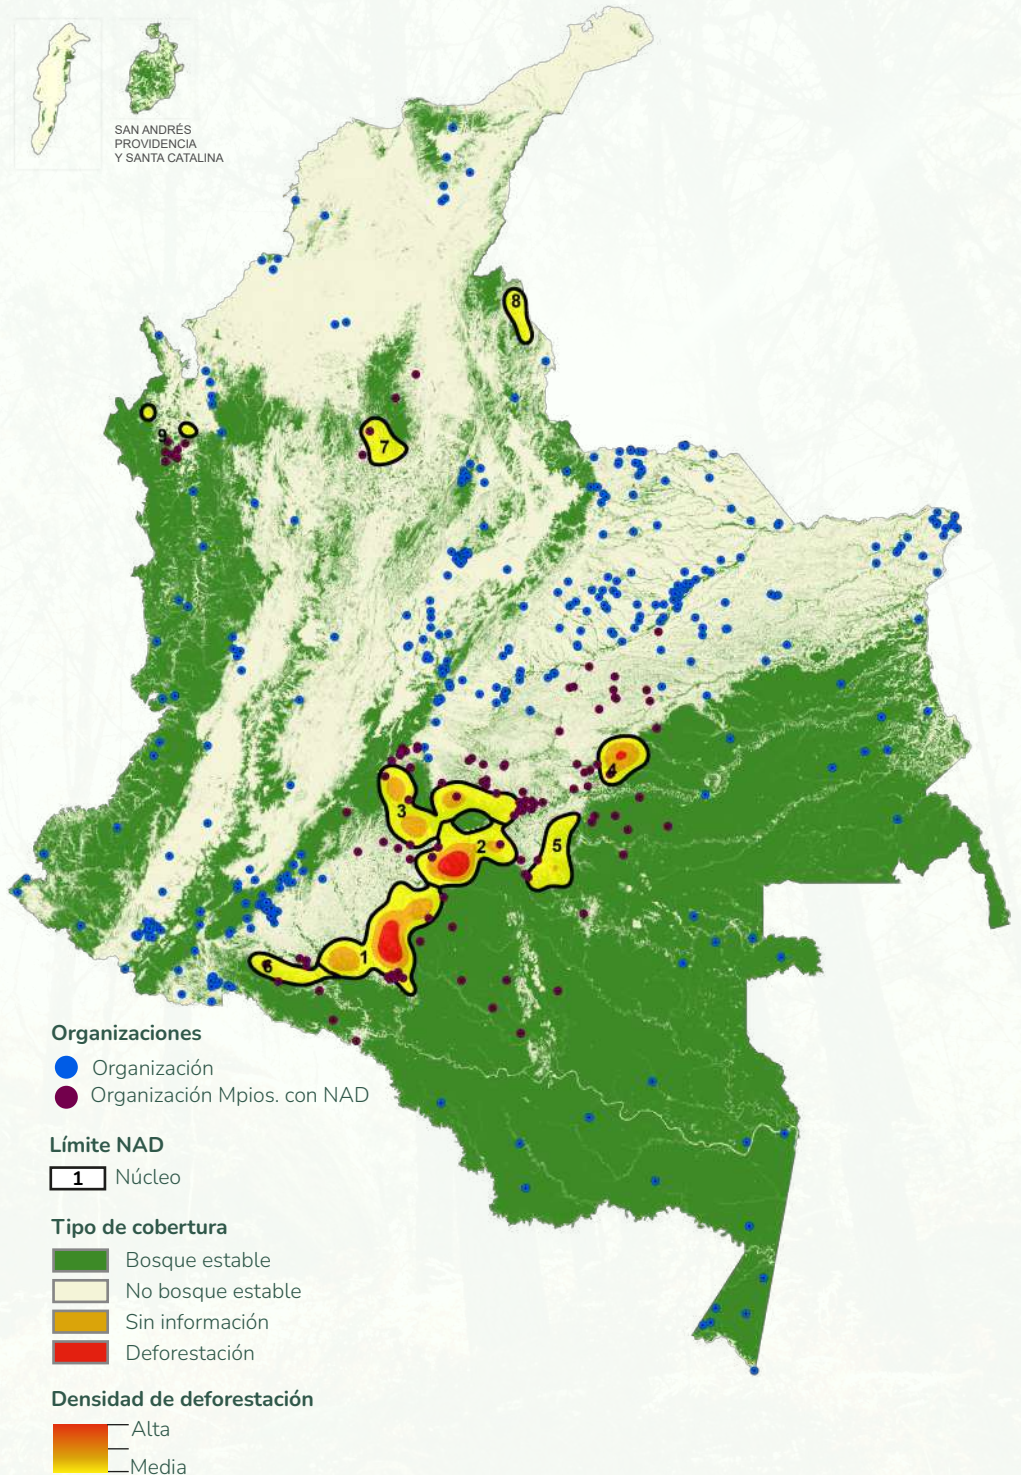 SAN ANDRÉS
PROVIDENCIA
Y SANTA CATALINA
8
9
7
4
3
2
5
1
6
Organizaciones
Organización
Organización Mpios. con NAD
Límite NAD
1 Núcleo
Tipo de cobertura
Bosque estable
No bosque estable
Sin información
Deforestación
Densidad de deforestación
Alta
Media